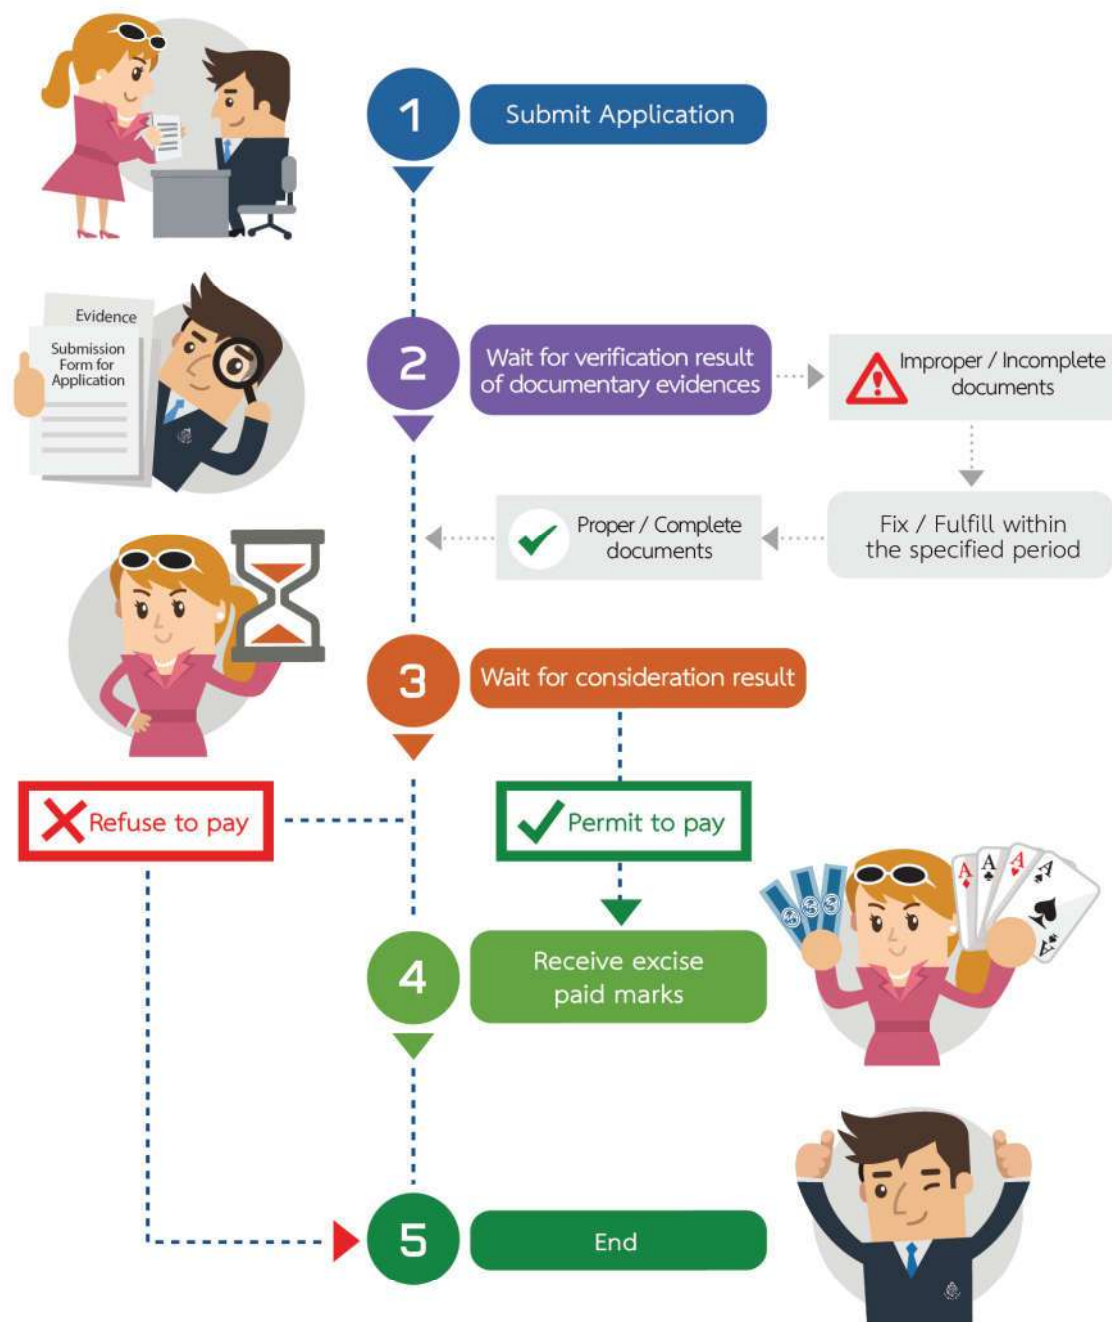 1
Submit Application
Evidence
Submission
Form for
Application
2
Wait for verification result
of documentary evidences
Improper / Incomplete
documents
Proper / Complete
documents
Fix / Fulfill within
the specified period
3
Wait for consideration result
Refuse to pay
Permit to pay
A
A
A
A
A
4
Receive excise
paid marks
5
End